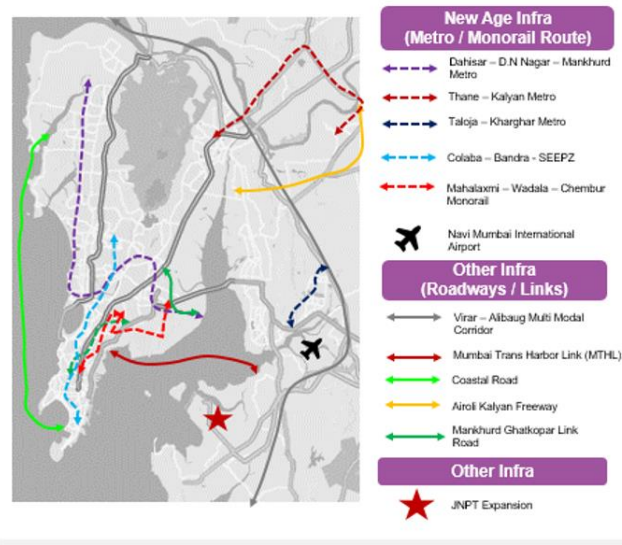 New Age Infra
(Metro / Monorail Route)
Dahisar – D.N Nagar – Mankhurd
Metro
Thane – Kalyan Metro
Taloja – Kharghar Metro
Colaba – Bandra - SEEPZ
Mahalaxmi – Wadala – Chembur
Monorail
Navi Mumbai International
Airport
Other Infra
(Roadways / Links)
Virar – Alibaug Multi Modal
Corridor
Mumbai Trans Harbor Link (MTHL)
Coastal Road
Airoli Kalyan Freeway
Mankhurd Ghatkopar Link
Road
Other Infra
JNPT Expansion